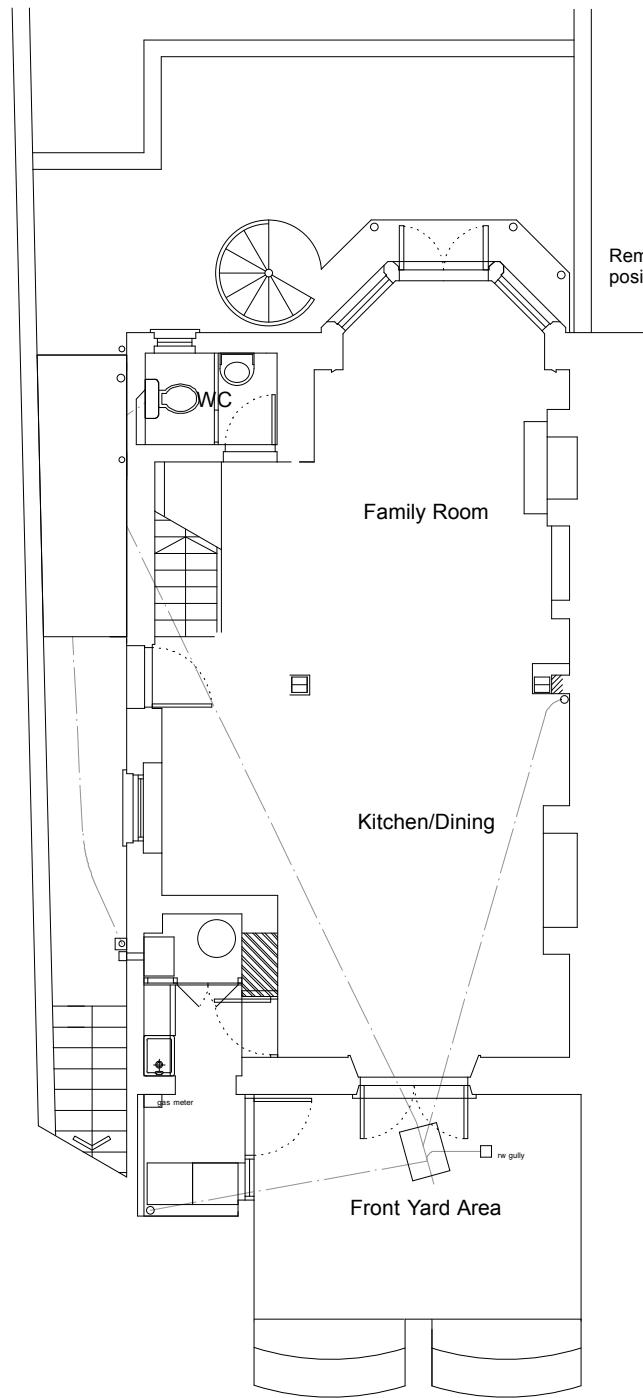 Rem
posi
WC
Family Room
Kitchen/Dining
gas meter
rw gully
Front Yard Area